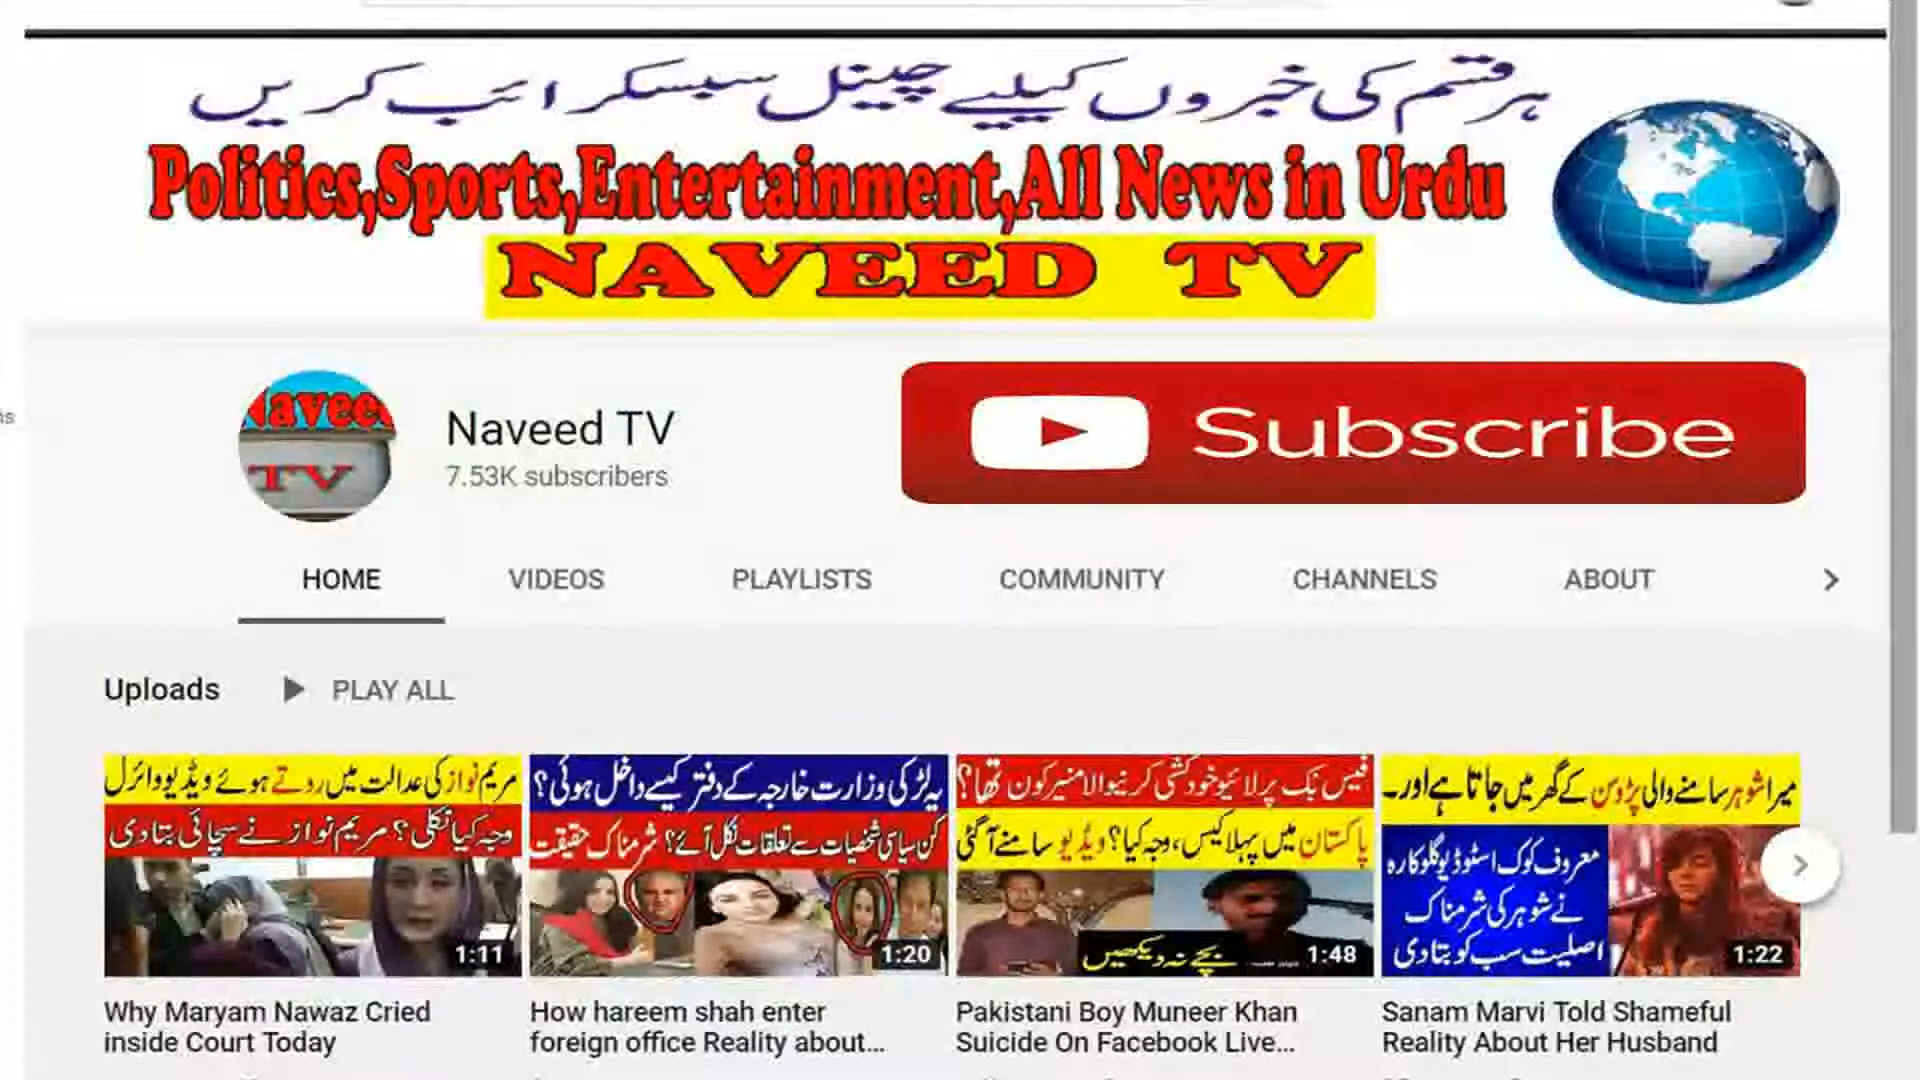 ہر قسم کی خبروں کیلیے چینل سبسکرائب کریں
Politics,Sports,Entertainment,All News in Urdu
NAVEED TV
Navee
TV
Naveed TV
7.53K subscribers
Subscribe
HOME VIDEOS PLAYLISTS COMMUNITY CHANNELS ABOUT
Uploads PLAY ALL
مریم نواز کی عدالت میں روتے ہوئے ویڈیو وائرل
وجہ کیا نکلی؟ مریم نواز نے سچائی بتا دی
1:11
Why Maryam Nawaz Cried
inside Court Today
یہ لڑکی وزارت خارجہ کے دفتر کیسے داخل ہوئی؟
کن سیاسی شخصیات سے تعلقات نکل آئے؟ شرمناک حقیقت
1:20
How hareem shah enter
foreign office Reality about...
فیس بک پر لائیو خودکشی کرنیوالا منیر کون تھا؟
پاکستان میں پہلا کیس، وجہ کیا؟ ویڈیو سامنے آگئی
بچے نہ دیکھیں
1:48
Pakistani Boy Muneer Khan
Suicide On Facebook Live...
میرا شوہر سامنے والی پڑوسن کے گھر میں جاتا ہے اور۔
معروف کوک اسٹوڈیو گلوکارہ
نے شوہر کی شرمناک
اصلیت سب کو بتا دی
1:22
Sanam Marvi Told Shameful
Reality About Her Husband